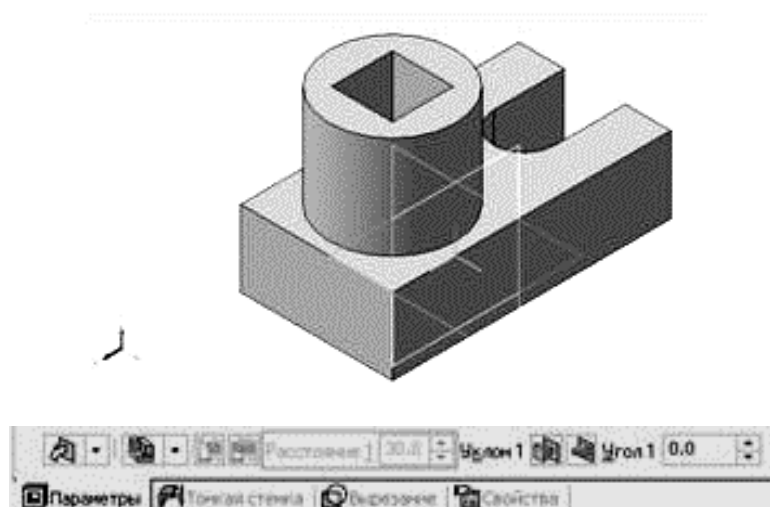 Расстояние 1 30.0 Уклон 1 Угол 1 0.0
Параметры Тонкая стенка Вырезание Свойства